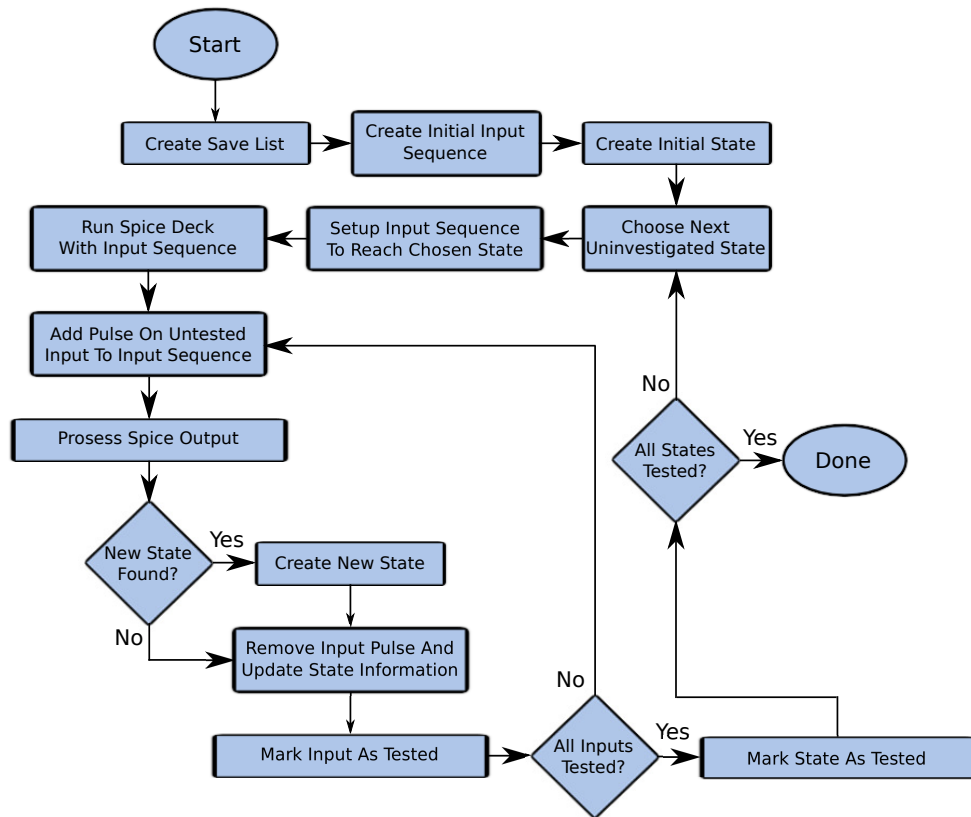 Start
Create Save List
Create Initial Input
Sequence
Create Initial State
Run Spice Deck
With Input Sequence
Setup Input Sequence
To Reach Chosen State
Choose Next
Uninvestigated State
Add Pulse On Untested
Input To Input Sequence
No
Prosess Spice Output
All States
Tested?
Yes
Done
New State
Found?
Yes
Create New State
No
Remove Input Pulse And
Update State Information
No
Mark Input As Tested
All Inputs
Tested?
Yes
Mark State As Tested